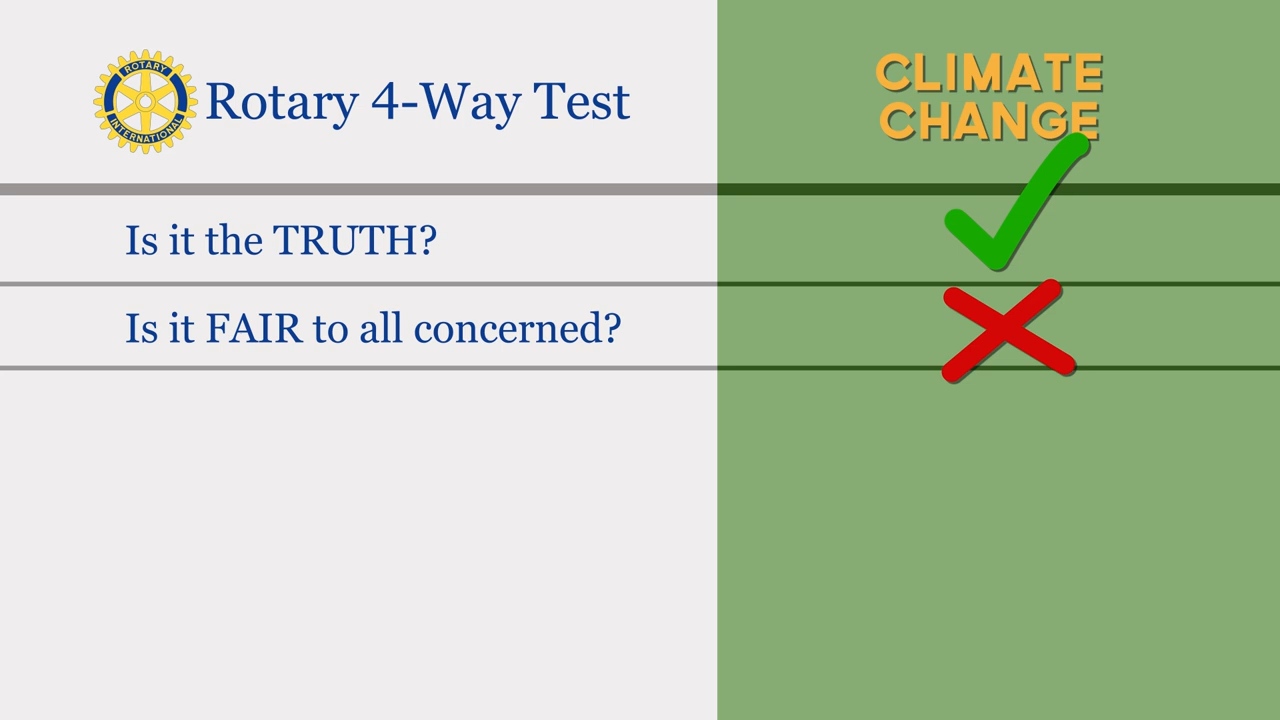 ROTARY
INTERNATIONAL
Rotary 4-Way Test
CLIMATE
CHANGE
Is it the TRUTH?
Is it FAIR to all concerned?